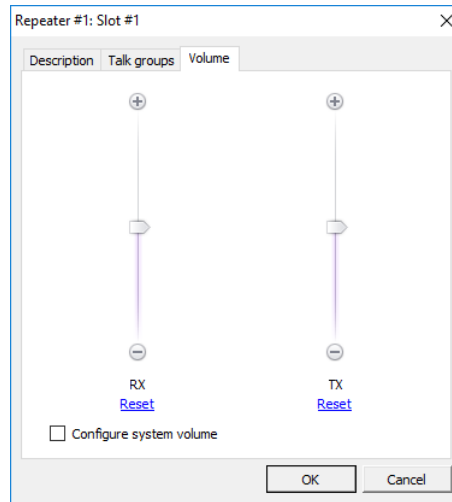 Repeater #1: Slot #1
Description Talk groups Volume
RX TX
Reset Reset
Configure system volume
OK Cancel